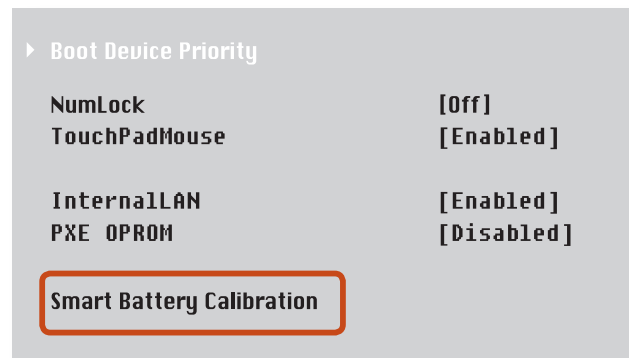 Boot Device Priority
NumLock [Off]
TouchPadMouse [Enabled]
InternalLAN [Enabled]
PXE OPROM [Disabled]
Smart Battery Calibration